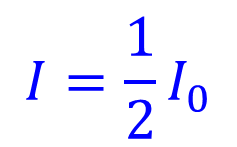 I = 1/2 I₀